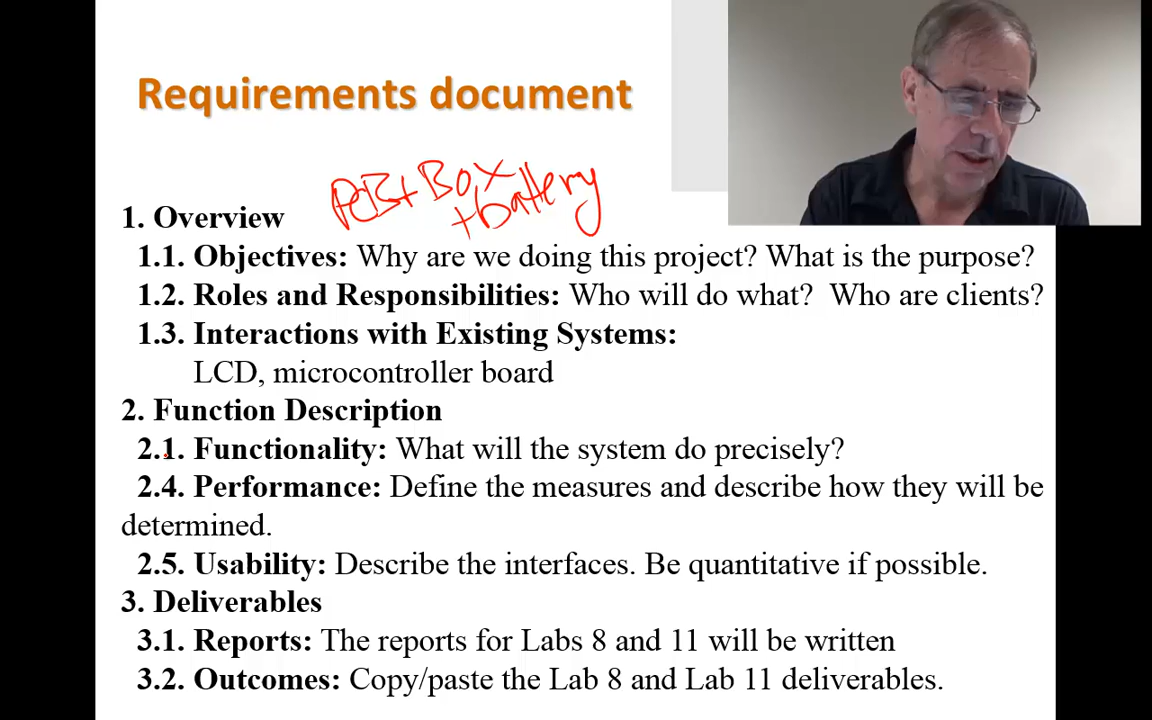 Requirements document
PCB + Box
+ battery
1. Overview
1.1. Objectives: Why are we doing this project? What is the purpose?
1.2. Roles and Responsibilities: Who will do what? Who are clients?
1.3. Interactions with Existing Systems:
LCD, microcontroller board
2. Function Description
2.1. Functionality: What will the system do precisely?
2.4. Performance: Define the measures and describe how they will be
determined.
2.5. Usability: Describe the interfaces. Be quantitative if possible.
3. Deliverables
3.1. Reports: The reports for Labs 8 and 11 will be written
3.2. Outcomes: Copy/paste the Lab 8 and Lab 11 deliverables.